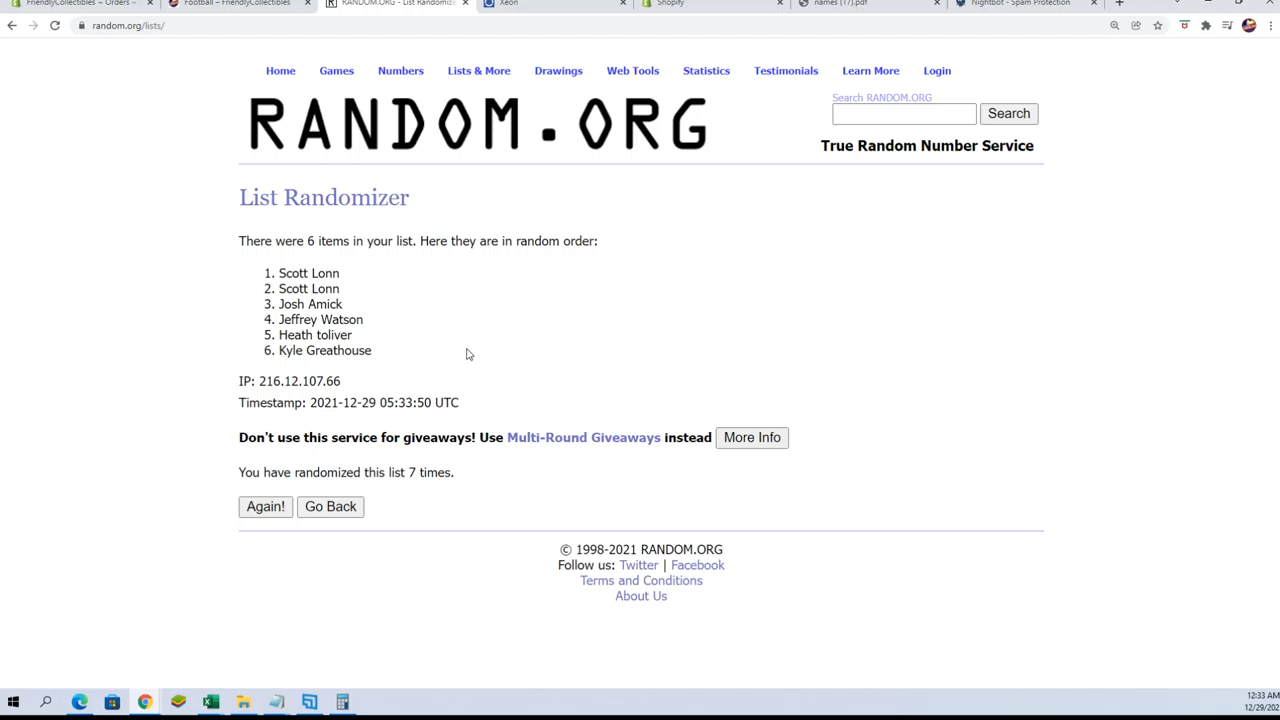 FriendlyCollectibles ~ Orders ~
Football – FriendlyCollectibles
RANDOM.ORG - List Randomize
Xeon
Shopify
names (17).pdf
Nightbot - Spam Protection
random.org/lists/
Home Games Numbers Lists & More Drawings Web Tools Statistics Testimonials Learn More Login
RANDOM.ORG
Search RANDOM.ORG
Search
True Random Number Service
List Randomizer
There were 6 items in your list. Here they are in random order:
1. Scott Lonn
2. Scott Lonn
3. Josh Amick
4. Jeffrey Watson
5. Heath toliver
6. Kyle Greathouse
IP: 216.12.107.66
Timestamp: 2021-12-29 05:33:50 UTC
Don't use this service for giveaways! Use Multi-Round Giveaways instead More Info
You have randomized this list 7 times.
Again! Go Back
© 1998-2021 RANDOM.ORG
Follow us: Twitter | Facebook
Terms and Conditions
About Us
12:33 AM
12/29/202